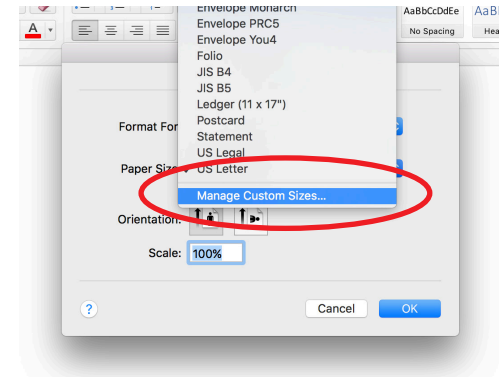 Envelope Monarch
Envelope PRC5
Envelope You4
Folio
JIS B4
JIS B5
Ledger (11 x 17")
Postcard
Statement
US Legal
✓ US Letter
Manage Custom Sizes...
A
AaBbCcDdEe
No Spacing
Format For
Paper Size
Orientation:
Scale: 100%
?
Cancel
OK